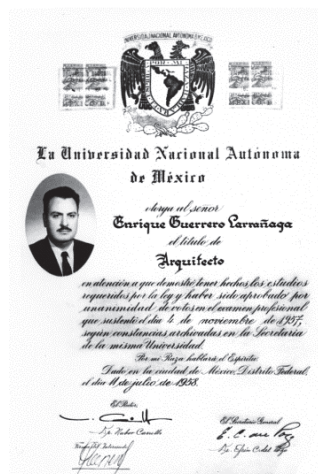 UNIVERSIDAD NACIONAL AUTONOMA DE MEXICO
La Universidad Nacional Autónoma
de México
otorga al señor
Enrique Guerrero Larrañaga
el título de
Arquitecto
en atención a que demostró tener hechos los estudios
requeridos por la ley y haber sido aprobado por
unanimidad de votos en el examen profesional
que sustentó el día 4 de noviembre de 1957,
según constancias archivadas en la Secretaría
de la misma Universidad.
Por mi Raza hablará el Espíritu
Dado en la ciudad de México, Distrito Federal,
el día 11 de julio de 1958.
El Rector,
El Secretario General